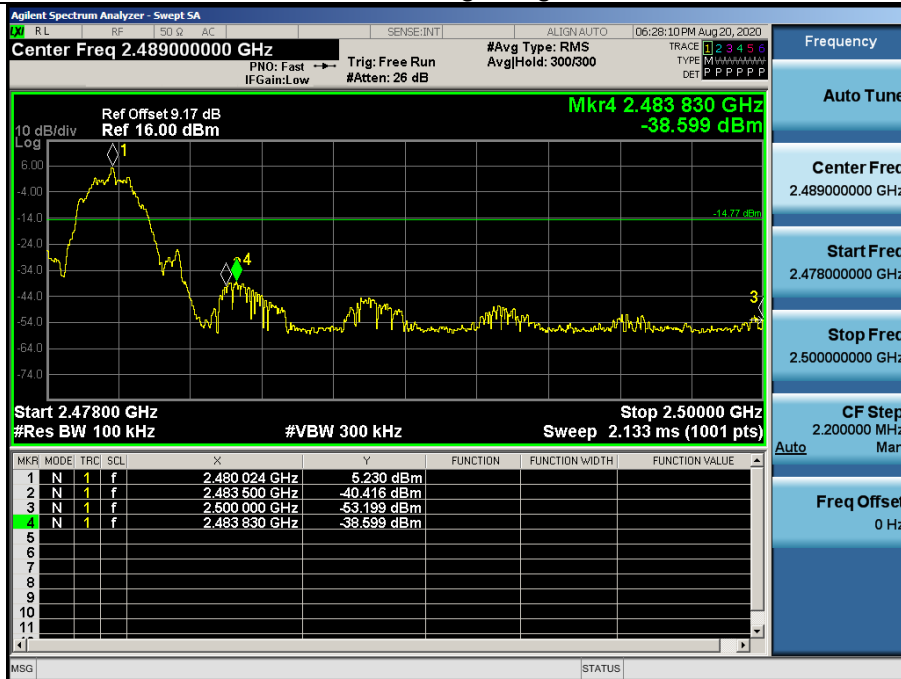 Agilent Spectrum Analyzer - Swept SA
RL RF 50 Ω AC SENSE:INT ALIGN AUTO 06:28:10 PM Aug 20, 2020
Center Freq 2.489000000 GHz #Avg Type: RMS TRACE 1 2 3 4 5 6
PNO: Fast Trig: Free Run Avg|Hold: 300/300 TYPE M
IFGain:Low #Atten: 26 dB DET P P P P P P
Ref Offset 9.17 dB Mkr4 2.483 830 GHz
10 dB/div Ref 16.00 dBm -38.599 dBm
Log
1
6.00
-4.00
-14.0
-14.77 dBm
-24.0
4
-34.0
-44.0
3
-54.0
-64.0
-74.0
Start 2.47800 GHz Stop 2.50000 GHz
#Res BW 100 kHz #VBW 300 kHz Sweep 2.133 ms (1001 pts)
MKR MODE TRC SCL X Y FUNCTION FUNCTION WIDTH FUNCTION VALUE
1 N 1 f 2.480 024 GHz 5.230 dBm
2 N 1 f 2.483 500 GHz -40.416 dBm
3 N 1 f 2.500 000 GHz -53.199 dBm
4 N 1 f 2.483 830 GHz -38.599 dBm
5
6
7
8
9
10
11
MSG STATUS
Frequency
Auto Tune
Center Freq
2.489000000 GHz
Start Freq
2.478000000 GHz
Stop Freq
2.500000000 GHz
CF Step
2.200000 MHz
Auto Man
Freq Offset
0 Hz